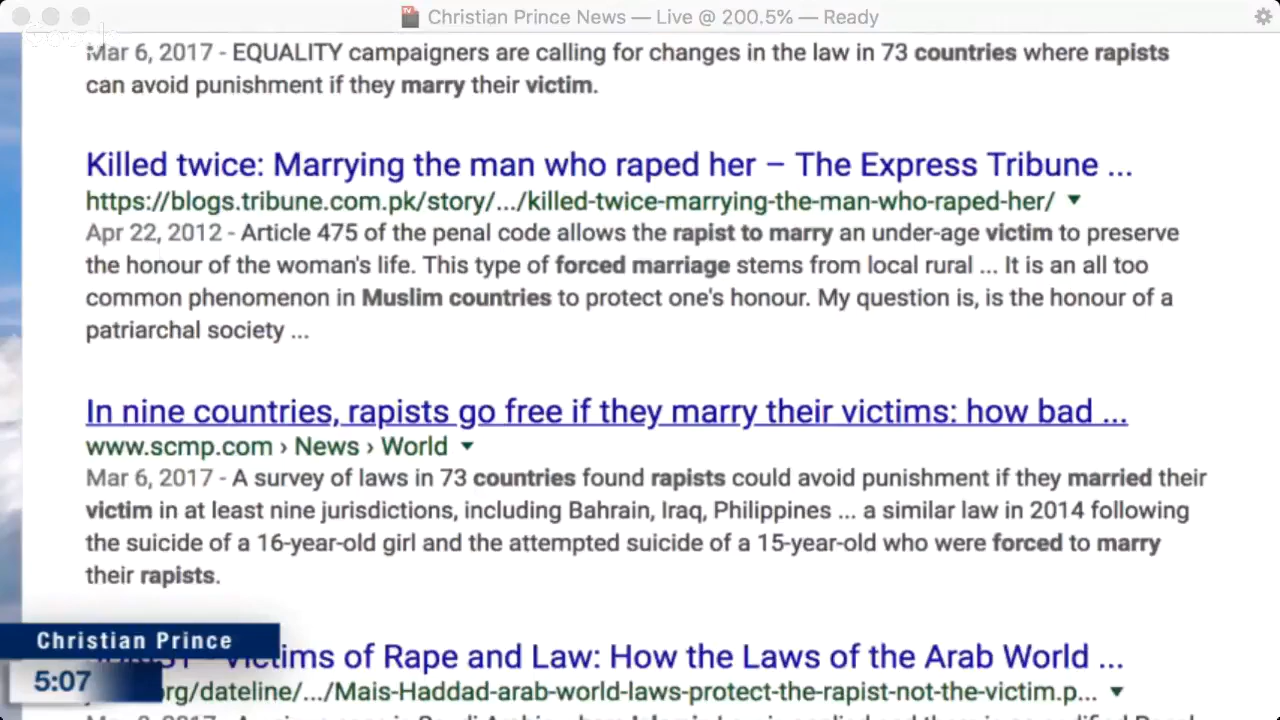 Christian Prince News — Live @ 200.5% — Ready
Mar 6, 2017 - EQUALITY campaigners are calling for changes in the law in 73 countries where rapists
can avoid punishment if they marry their victim.
Killed twice: Marrying the man who raped her – The Express Tribune ...
https://blogs.tribune.com.pk/story/.../killed-twice-marrying-the-man-who-raped-her/
Apr 22, 2012 - Article 475 of the penal code allows the rapist to marry an under-age victim to preserve
the honour of the woman's life. This type of forced marriage stems from local rural ... It is an all too
common phenomenon in Muslim countries to protect one's honour. My question is, is the honour of a
patriarchal society ...
In nine countries, rapists go free if they marry their victims: how bad ...
www.scmp.com › News › World
Mar 6, 2017 - A survey of laws in 73 countries found rapists could avoid punishment if they married their
victim in at least nine jurisdictions, including Bahrain, Iraq, Philippines ... a similar law in 2014 following
the suicide of a 16-year-old girl and the attempted suicide of a 15-year-old who were forced to marry
their rapists.
Christian Prince
Victims of Rape and Law: How the Laws of the Arab World ...
5:07
org/dateline/.../Mais-Haddad-arab-world-laws-protect-the-rapist-not-the-victim.p...